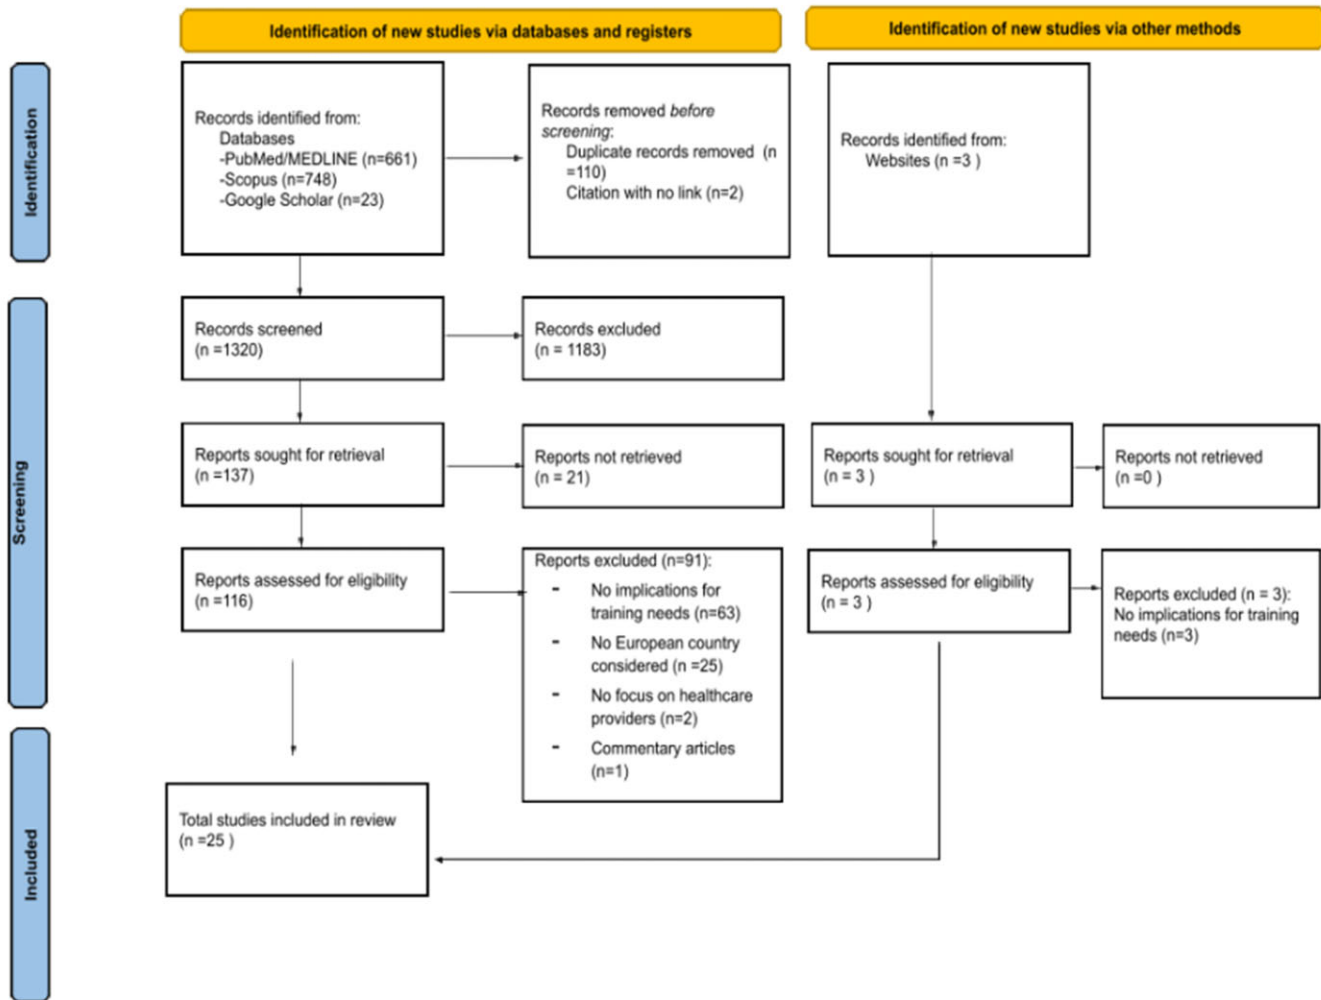 Identification of new studies via databases and registers
Identification of new studies via other methods
Identification
Records identified from:
Databases
-PubMed/MEDLINE (n=661)
-Scopus (n=748)
-Google Scholar (n=23)
Records removed before
screening:
Duplicate records removed (n
=110)
Citation with no link (n=2)
Records identified from:
Websites (n =3 )
Screening
Records screened
(n =1320)
Records excluded
(n = 1183)
Reports sought for retrieval
(n =137)
Reports not retrieved
(n = 21)
Reports sought for retrieval
(n = 3 )
Reports not retrieved
(n =0 )
Reports assessed for eligibility
(n =116)
Reports excluded (n=91):
- No implications for
training needs (n=63)
- No European country
considered (n =25)
- No focus on healthcare
providers (n=2)
- Commentary articles
(n=1)
Reports assessed for eligibility
(n = 3 )
Reports excluded (n = 3):
No implications for training
needs (n=3)
Included
Total studies included in review
(n =25 )